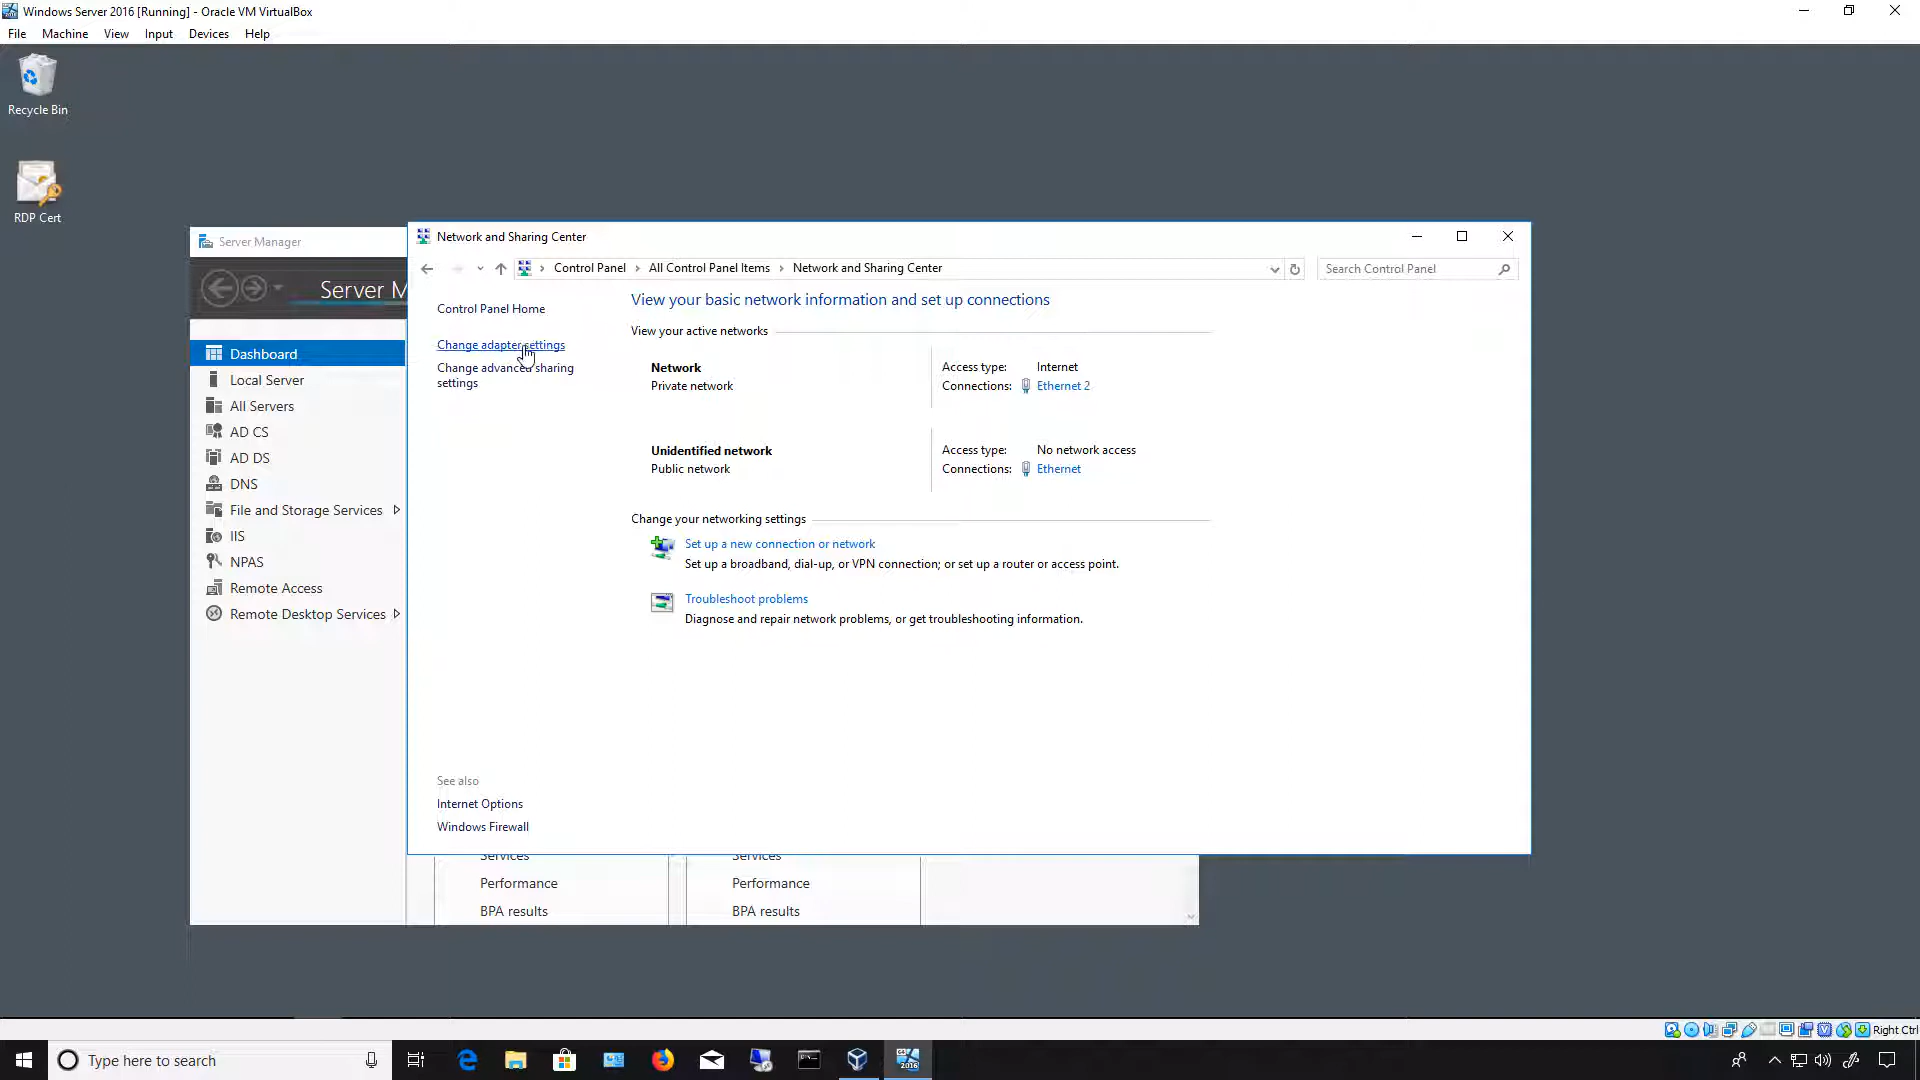 Windows Server 2016 [Running] - Oracle VM VirtualBox
File Machine View Input Devices Help
Recycle Bin
RDP Cert
Server Manager
Server M
Dashboard
Local Server
All Servers
AD CS
AD DS
DNS
File and Storage Services
IIS
NPAS
Remote Access
Remote Desktop Services
Network and Sharing Center
Control Panel > All Control Panel Items > Network and Sharing Center
Search Control Panel
Control Panel Home
Change adapter settings
Change advanced sharing
settings
View your basic network information and set up connections
View your active networks
Network
Private network
Access type: Internet
Connections: Ethernet 2
Unidentified network
Public network
Access type: No network access
Connections: Ethernet
Change your networking settings
Set up a new connection or network
Set up a broadband, dial-up, or VPN connection; or set up a router or access point.
Troubleshoot problems
Diagnose and repair network problems, or get troubleshooting information.
See also
Internet Options
Windows Firewall
Services Services
Performance Performance
BPA results BPA results
Right Ctrl
Type here to search
2016